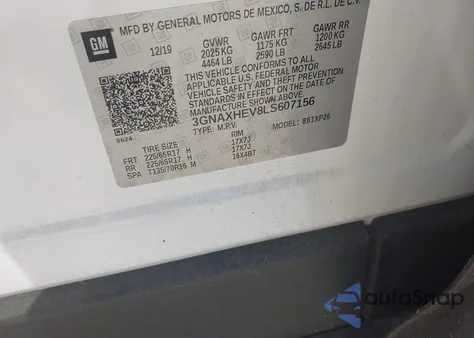 GM
MFD BY GENERAL MOTORS DE MEXICO, S. DE R.L. DE C.V.
12/19 GVWR GAWR FRT GAWR RR
2025 KG 1175 KG 1200 KG
4464 LB 2590 LB 2645 LB
THIS VEHICLE CONFORMS TO ALL APPLICABLE
U.S. FEDERAL MOTOR VEHICLE SAFETY, BUMPER
AND THEFT PREVENTION STANDARDS IN EFFECT
ON THE DATE OF MANUFACTURE SHOWN ABOVE
3GNAXHEV8LS607156
TYPE: M.P.V. MODEL: B61XP26
8624
TIRE SIZE RIM
FRT 225/65R17 H 17X7J
RR 225/65R17 H 17X7J
SPA T135/70R16 M 16X4BT
autoSnap